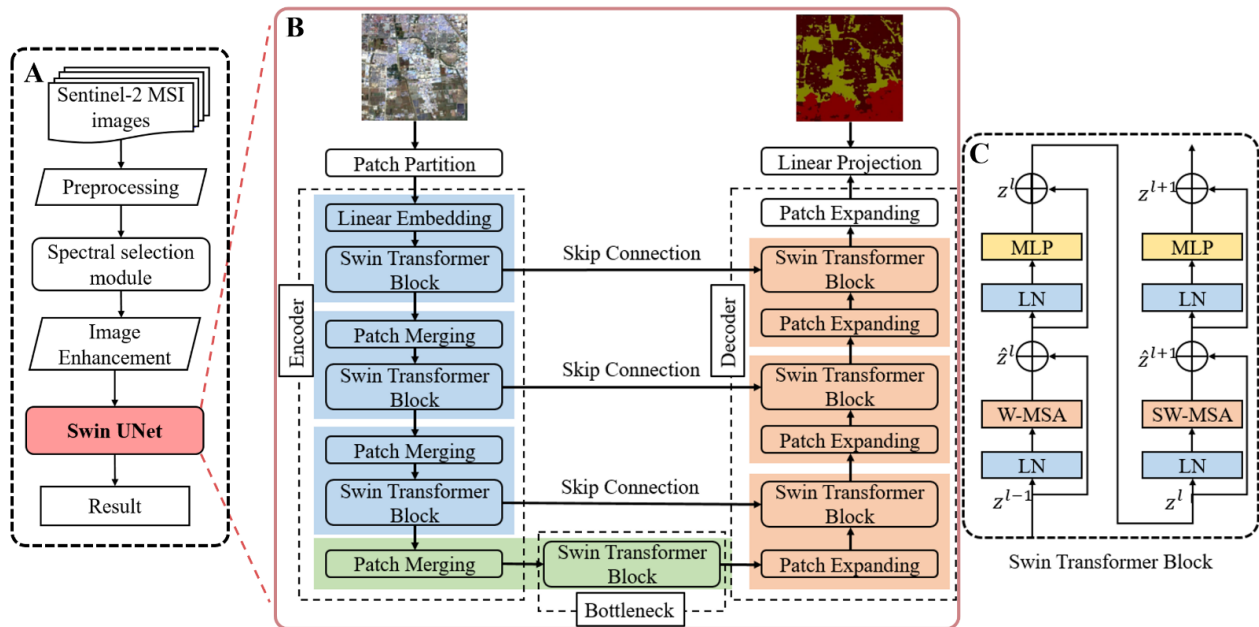 A
Sentinel-2 MSI
images
Preprocessing
Spectral selection
module
Image
Enhancement
Swin UNet
Result
B
Patch Partition
Linear Embedding
Swin Transformer
Block
Patch Merging
Swin Transformer
Block
Patch Merging
Swin Transformer
Block
Patch Merging
Encoder
Skip Connection
Skip Connection
Skip Connection
Swin Transformer
Block
Bottleneck
Linear Projection
Patch Expanding
Swin Transformer
Block
Patch Expanding
Swin Transformer
Block
Patch Expanding
Swin Transformer
Block
Patch Expanding
Decoder
C
z^l
MLP
LN
ẑ^l
W-MSA
LN
z^{l-1}
z^{l+1}
MLP
LN
ẑ^{l+1}
SW-MSA
LN
z^l
Swin Transformer Block